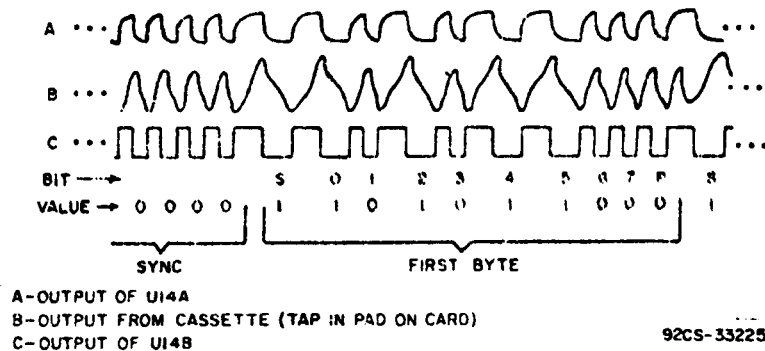 A ··· ···
B ··· ···
C ··· ···
BIT → S 0 1 2 3 4 5 6 7 P S
VALUE → 0 0 0 0 1 1 0 1 0 1 1 0 0 0 1
SYNC FIRST BYTE
A-OUTPUT OF U14A
B-OUTPUT FROM CASSETTE (TAP IN PAD ON CARD)
C-OUTPUT OF U14B
92CS-33225